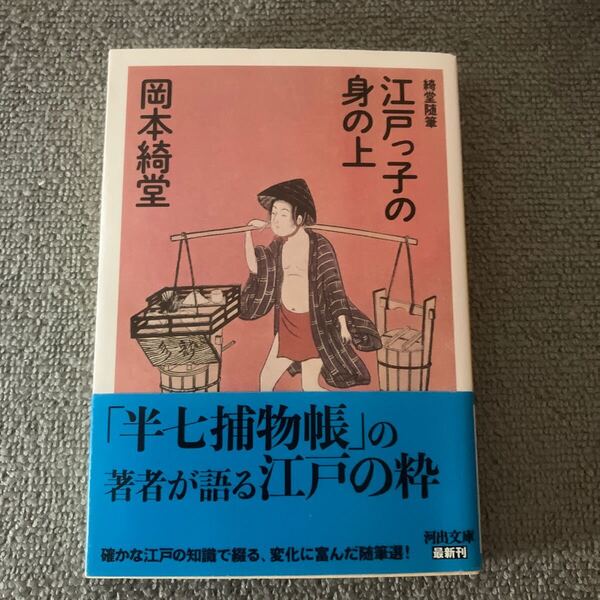 綺堂随筆
江戸っ子の
身の上
岡本綺堂
「半七捕物帳」の
著者が語る江戸の粋
確かな江戸の知識で綴る、変化に富んだ随筆選!
河出文庫
最新刊